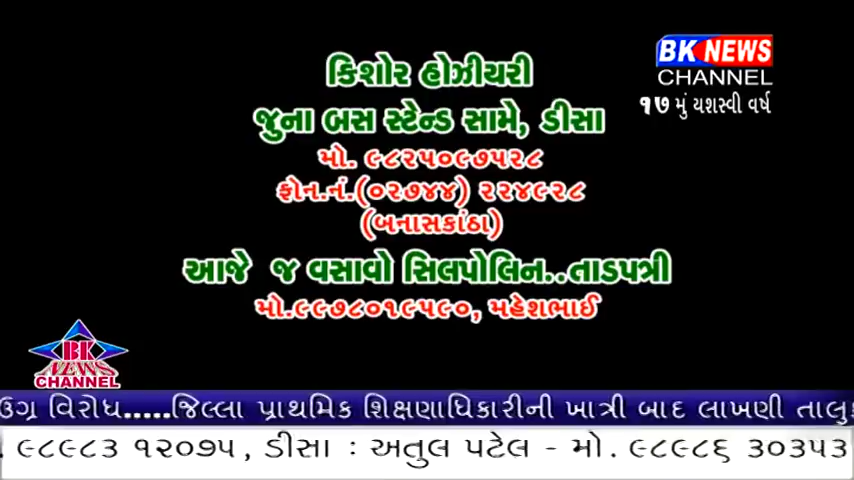 BK NEWS
CHANNEL
૧૭ મું યશસ્વી વર્ષ
કિશોર હોઝીયરી
જુના બસ સ્ટેન્ડ સામે, ડીસા
મો. ૯૮૨૫૦૯૭૫૨૮
ફોન.નં.(૦૨૭૪૪) ૨૨૪૯૨૮
(બનાસકાંઠા)
આજે જ વસાવો સિલપોલિન..તાડપત્રી
મો.૯૯૭૮૦૧૯૫૯૦, મહેશભાઈ
BK
NEWS
CHANNEL
ઉગ્ર વિરોધ.....જિલ્લા પ્રાથમિક શિક્ષણાધિકારીની ખાત્રી બાદ લાખણી તાલુ
. ૯૮૯૮૩ ૧૨૦૭૫, ડીસા : અતુલ પટેલ - મો. ૯૮૯૮૬ ૩૦૩૫૩